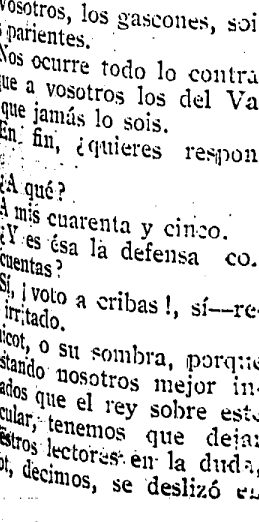 vosotros, los gascones, soi
parientes.
Nos ocurre todo lo contra
ue a vosotros los del Va
que jamás lo sois.
En fin, ¿quieres respon
¿A qué?
A mis cuarenta y cinco.
¿Y es ésa la defensa co.
cuentas?
Sí, ¡voto a cribas!, sí—re-
irritado.
icot, o su sombra, porque
stando nosotros mejor in-
ados que el rey sobre este
cular, tenemos que dejar
estros lectores en la duda,
ot, decimos, se deslizó en